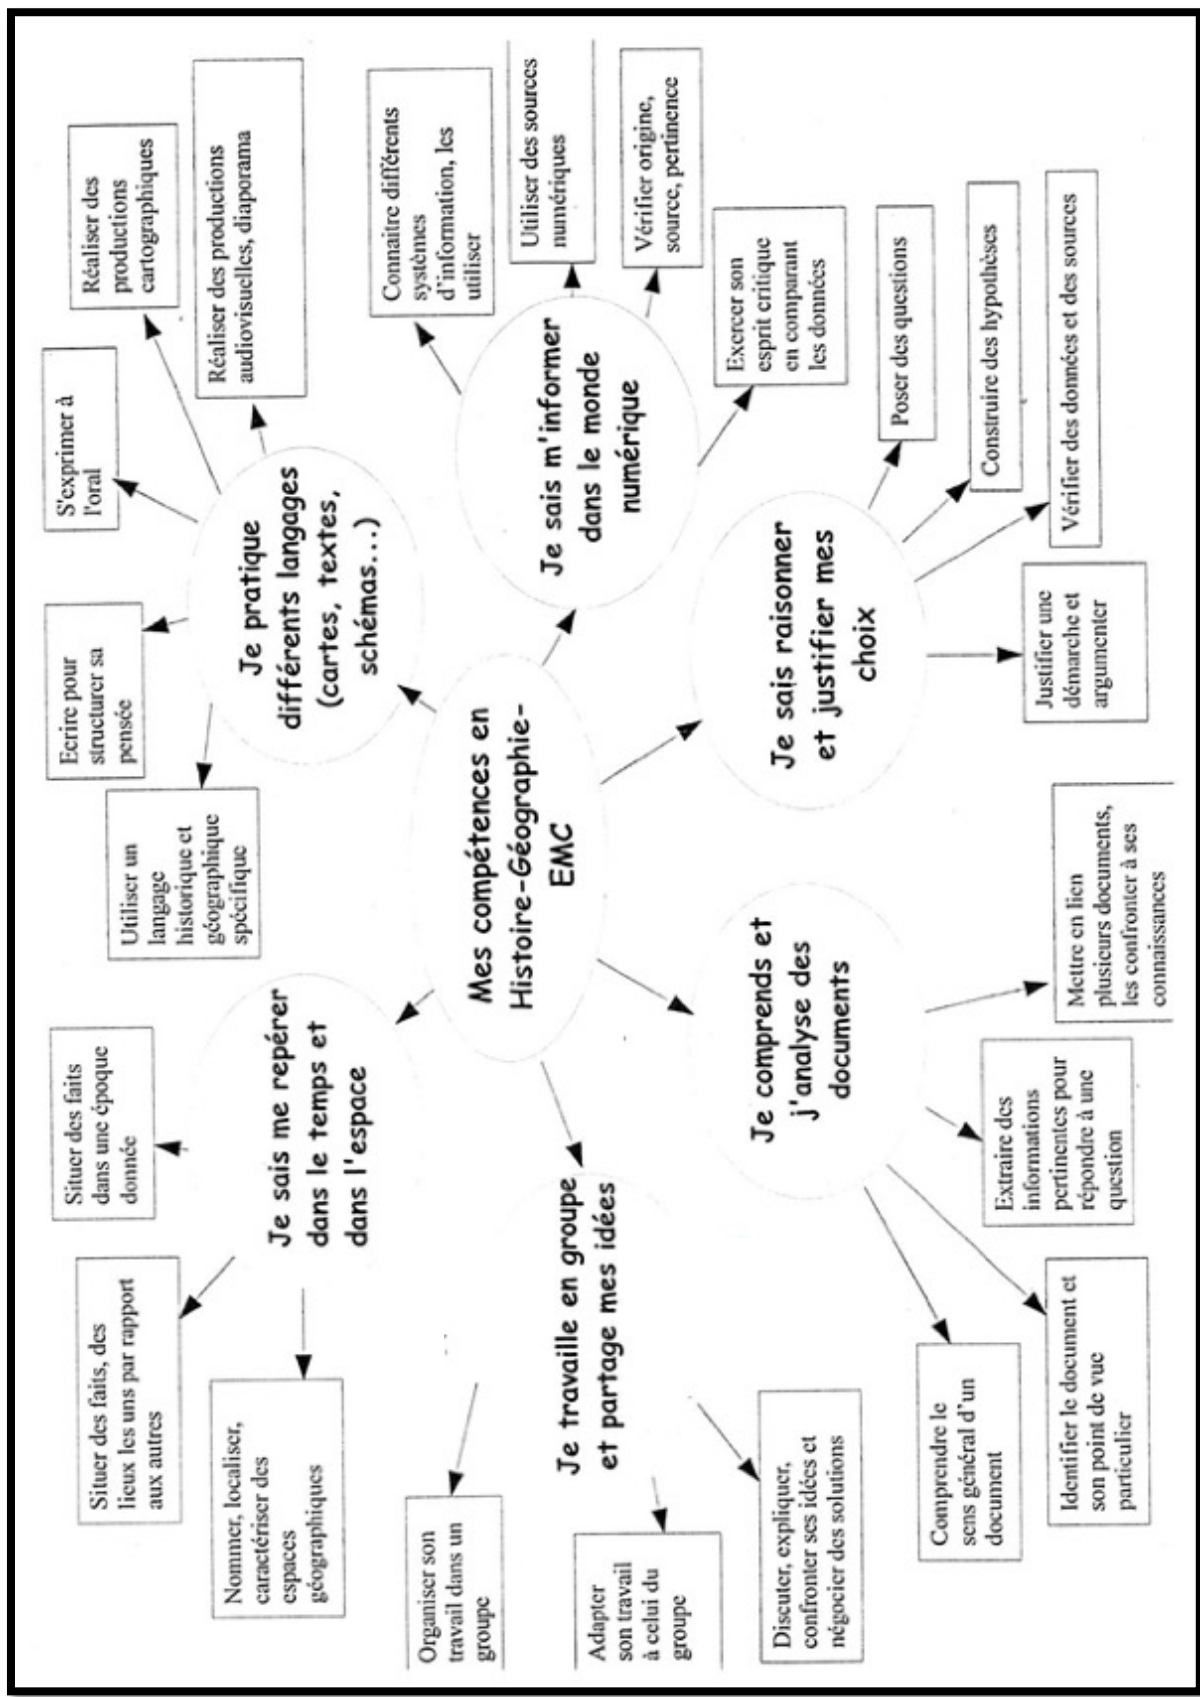 Mes compétences en
Histoire-Géographie-
EMC
Je sais me repérer
dans le temps et
dans l'espace
Situer des faits
dans une époque
donnée
Situer des faits, des
lieux les uns par rapport
aux autres
Nommer, localiser,
caractériser des
espaces
géographiques
Je pratique
différents langages
(cartes, textes,
schémas...)
Utiliser un
langage
historique et
géographique
spécifique
Ecrire pour
structurer sa
pensée
S'exprimer à
l'oral
Réaliser des
productions
cartographiques
Réaliser des productions
audiovisuelles, diaporama
Je sais m'informer
dans le monde
numérique
Connaitre différents
systèmes
d'information, les
utiliser
Utiliser des sources
numériques
Vérifier origine,
source, pertinence
Exercer son
esprit critique
en comparant
les données
Je sais raisonner
et justifier mes
choix
Poser des questions
Construire des hypothèses
Vérifier des données et des sources
Justifier une
démarche et
argumenter
Je comprends et
j'analyse des
documents
Mettre en lien
plusieurs documents,
les confronter à ses
connaissances
Extraire des
informations
pertinentes pour
répondre à une
question
Identifier le document et
son point de vue
particulier
Comprendre le
sens général d'un
document
Je travaille en groupe
et partage mes idées
Organiser son
travail dans un
groupe
Adapter
son travail
à celui du
groupe
Discuter, expliquer,
confronter ses idées et
négocier des solutions